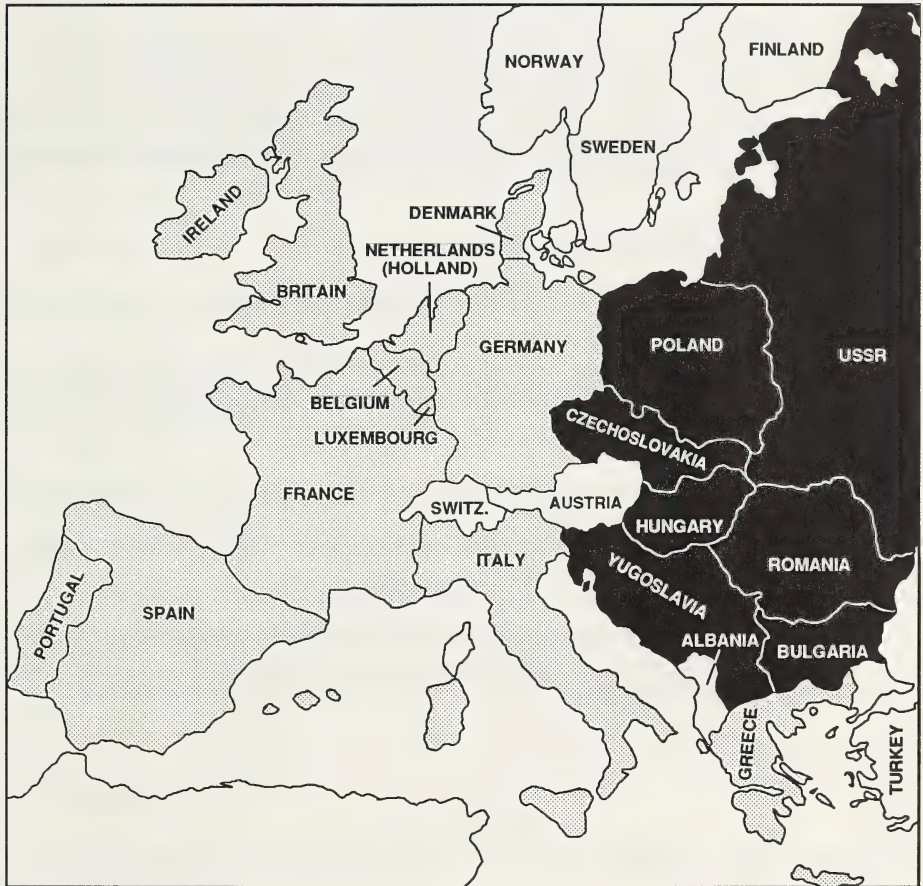 NORWAY
FINLAND
SWEDEN
IRELAND
DENMARK
NETHERLANDS
(HOLLAND)
BRITAIN
GERMANY
POLAND
USSR
BELGIUM
LUXEMBOURG
CZECHOSLOVAKIA
FRANCE
SWITZ.
AUSTRIA
HUNGARY
ITALY
ROMANIA
YUGOSLAVIA
PORTUGAL
SPAIN
ALBANIA
BULGARIA
GREECE
TURKEY